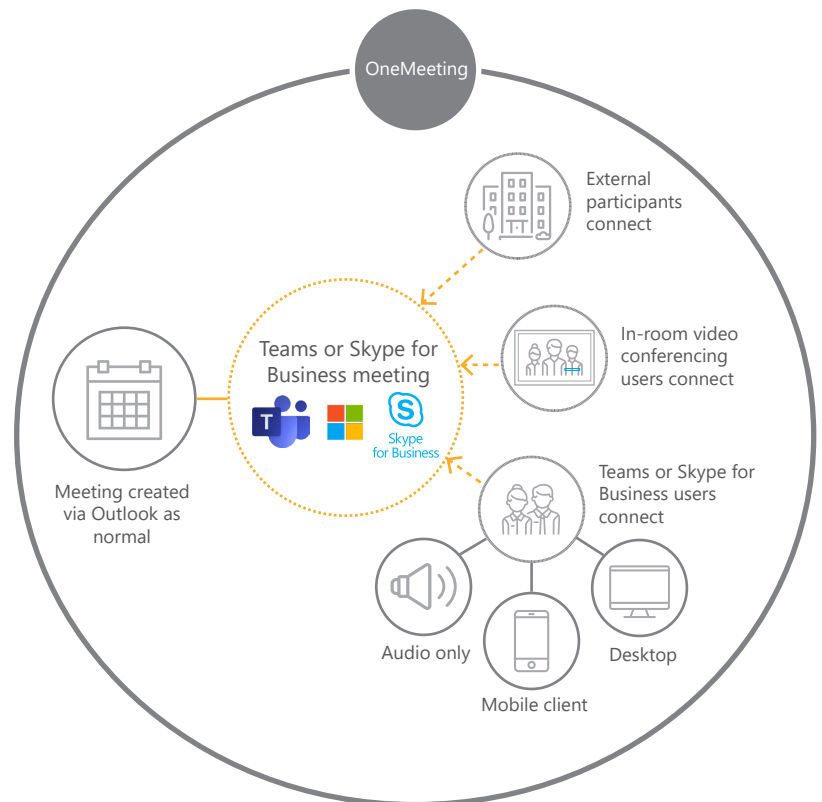 OneMeeting
External
participants
connect
Teams or Skype for
Business meeting
T
S
Skype
for Business
In-room video
conferencing
users connect
Meeting created
via Outlook as
normal
Teams or Skype for
Business users
connect
Audio only
Mobile client
Desktop